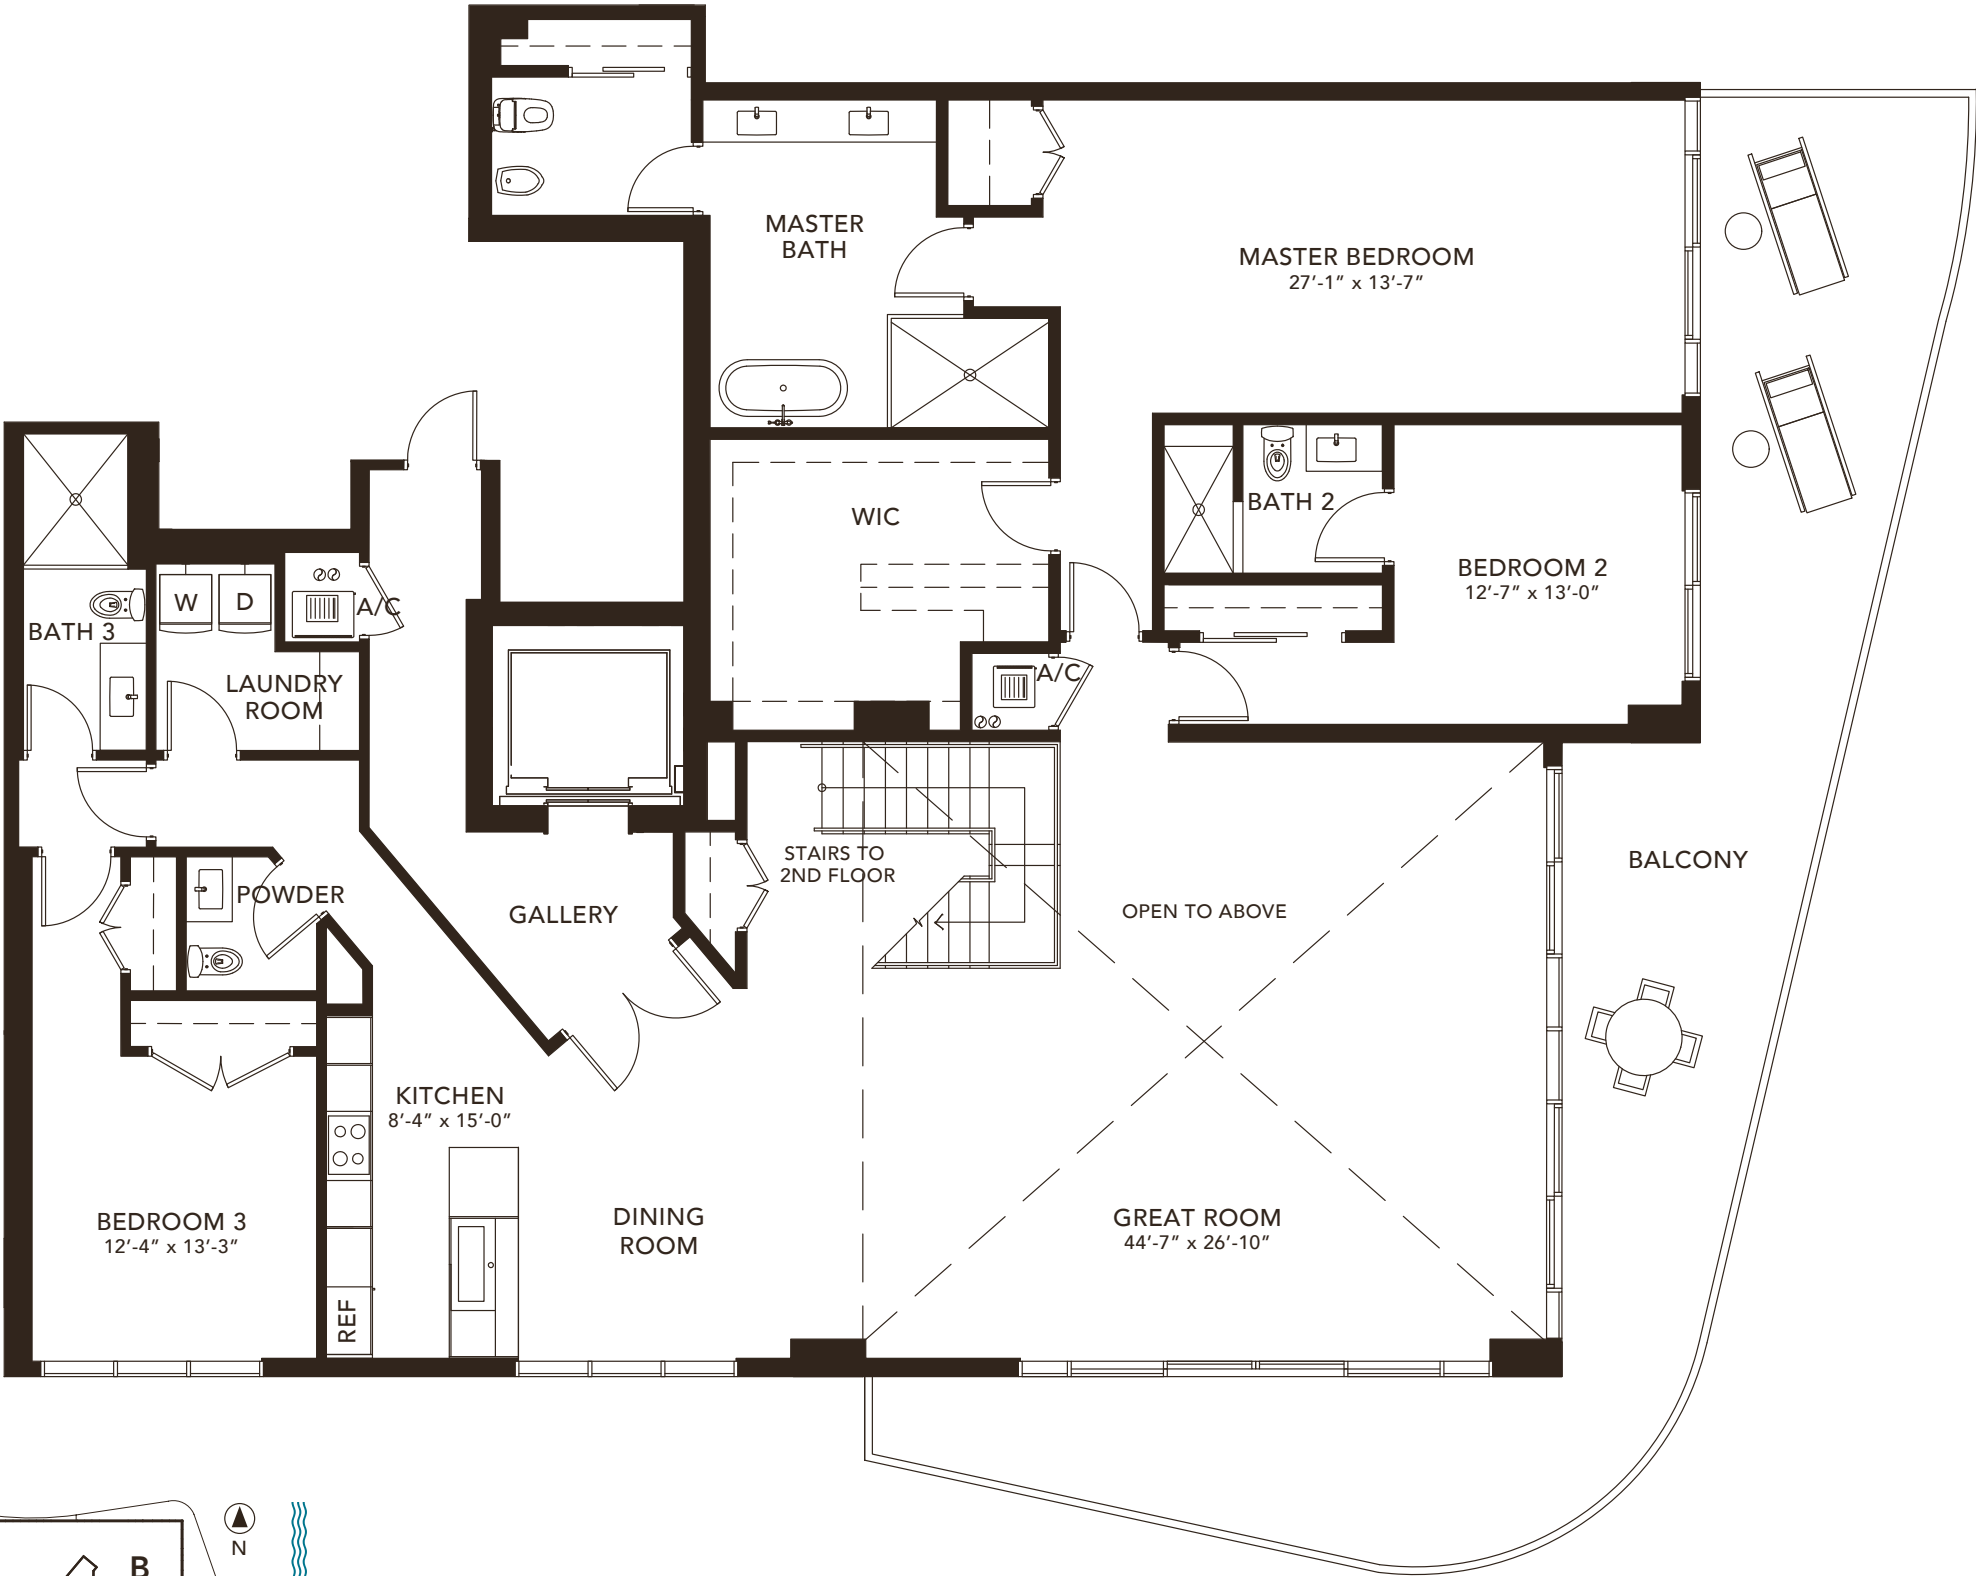 MASTER
BATH
MASTER BEDROOM
27'-1" x 13'-7"
WIC
BATH 2
BEDROOM 2
12'-7" x 13'-0"
W
D
A/C
BATH 3
LAUNDRY
ROOM
A/C
STAIRS TO
2ND FLOOR
BALCONY
POWDER
GALLERY
OPEN TO ABOVE
KITCHEN
8'-4" x 15'-0"
BEDROOM 3
12'-4" x 13'-3"
DINING
ROOM
GREAT ROOM
44'-7" x 26'-10"
REF
N
B